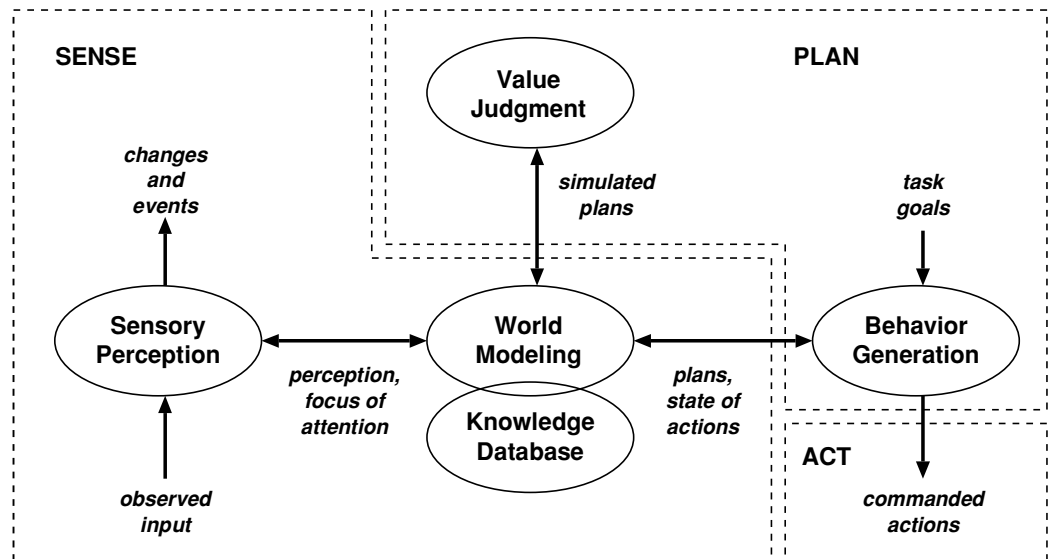 SENSE
PLAN
Value
Judgment
changes
and
events
simulated
plans
task
goals
Sensory
Perception
World
Modeling
Behavior
Generation
perception,
focus of
attention
plans,
state of
actions
Knowledge
Database
ACT
observed
input
commanded
actions